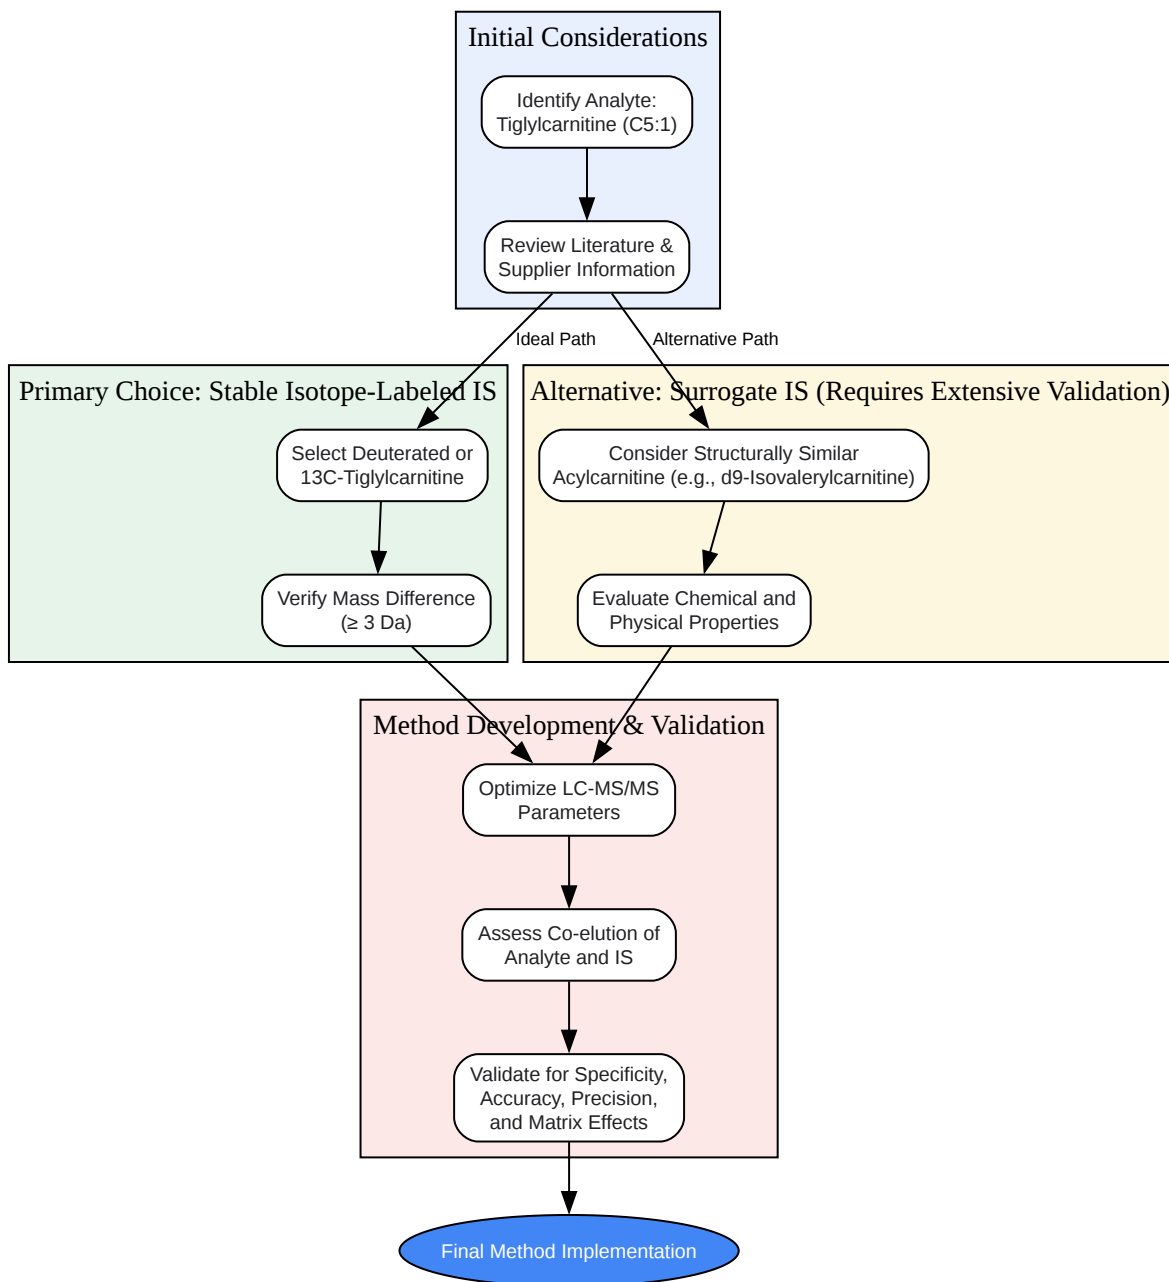 Initial Considerations
Identify Analyte:
Tiglylcarnitine (C5:1)
Review Literature &
Supplier Information
Ideal Path
Alternative Path
Primary Choice: Stable Isotope-Labeled IS
Select Deuterated or
13C-Tiglylcarnitine
Verify Mass Difference
(≥ 3 Da)
Alternative: Surrogate IS (Requires Extensive Validation)
Consider Structurally Similar
Acylcarnitine (e.g., d9-Isovalerylcarnitine)
Evaluate Chemical and
Physical Properties
Method Development & Validation
Optimize LC-MS/MS
Parameters
Assess Co-elution of
Analyte and IS
Validate for Specificity,
Accuracy, Precision,
and Matrix Effects
Final Method Implementation